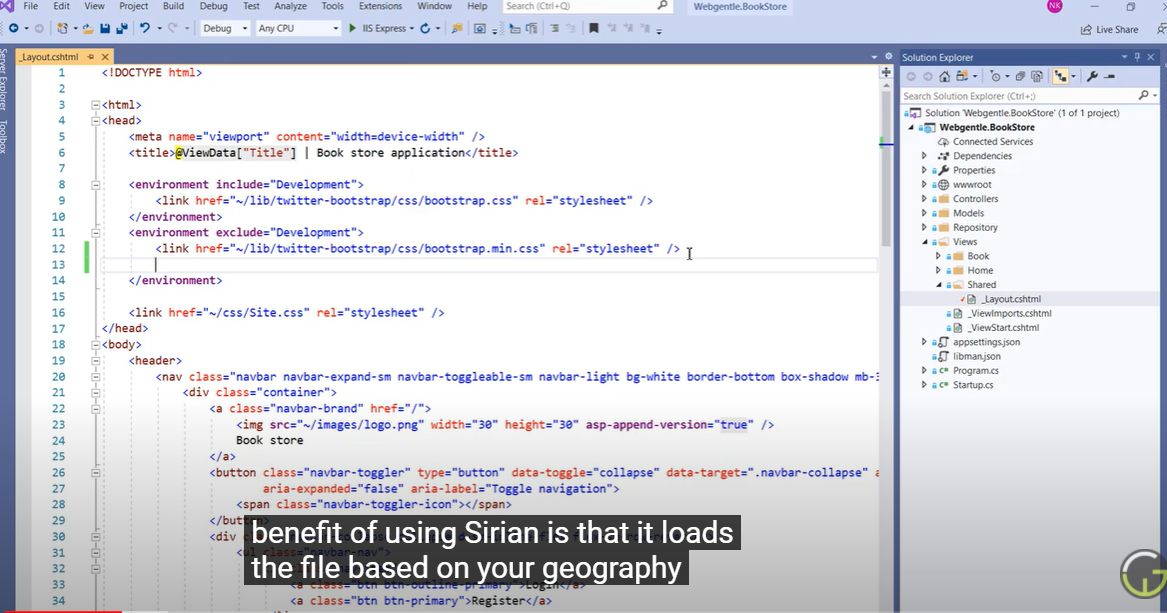 File Edit View Project Build Debug Test Analyze Tools Extensions Window Help Search (Ctrl+Q) Webgentle.BookStore NK
Debug Any CPU IIS Express Live Share
Server Explorer
Toolbox
_Layout.cshtml
1 <!DOCTYPE html>
2
3 <html>
4 <head>
5 <meta name="viewport" content="width=device-width" />
6 <title>@ViewData["Title"] | Book store application</title>
7
8 <environment include="Development">
9 <link href="~/lib/twitter-bootstrap/css/bootstrap.css" rel="stylesheet" />
10 </environment>
11 <environment exclude="Development">
12 <link href="~/lib/twitter-bootstrap/css/bootstrap.min.css" rel="stylesheet" />
13
14 </environment>
15
16 <link href="~/css/Site.css" rel="stylesheet" />
17 </head>
18 <body>
19 <header>
20 <nav class="navbar navbar-expand-sm navbar-toggleable-sm navbar-light bg-white border-bottom box-shadow mb-3
21 <div class="container">
22 <a class="navbar-brand" href="/">
23 <img src="~/images/logo.png" width="30" height="30" asp-append-version="true" />
24 Book store
25 </a>
26 <button class="navbar-toggler" type="button" data-toggle="collapse" data-target=".navbar-collapse"
27 aria-expanded="false" aria-label="Toggle navigation">
28 <span class="navbar-toggler-icon"></span>
29 </button>
30 <div
31 <ul
32
33 <a class="btn btn-outline-primary">Login</a>
34 <a class="btn btn-primary">Register</a>
benefit of using Sirian is that it loads
the file based on your geography
Solution Explorer
Search Solution Explorer (Ctrl+;)
Solution 'Webgentle.BookStore' (1 of 1 project)
Webgentle.BookStore
Connected Services
Dependencies
Properties
wwwroot
Controllers
Models
Repository
Views
Book
Home
Shared
_Layout.cshtml
_ViewImports.cshtml
_ViewStart.cshtml
appsettings.json
libman.json
Program.cs
Startup.cs